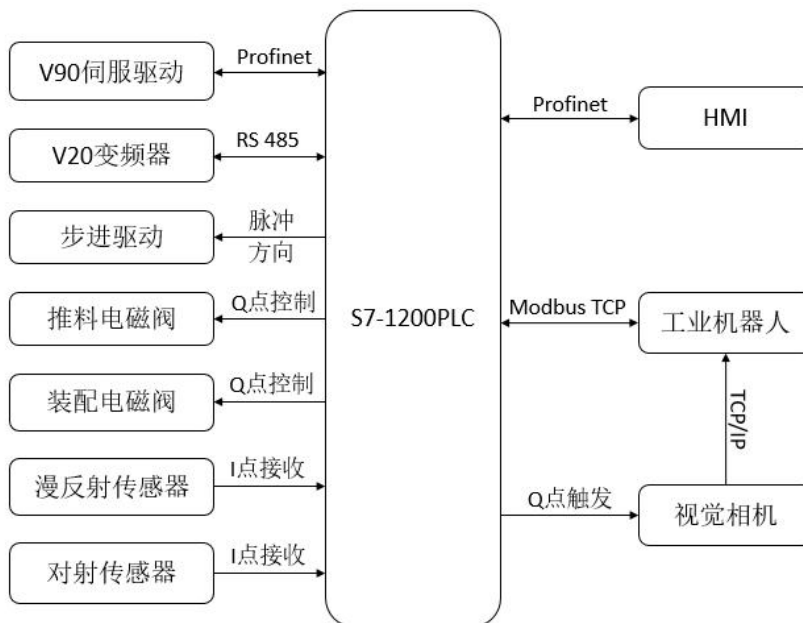 V90伺服驱动
Profinet
V20变频器
RS 485
步进驱动
脉冲
方向
推料电磁阀
Q点控制
装配电磁阀
Q点控制
漫反射传感器
I点接收
对射传感器
I点接收
S7-1200PLC
Profinet
HMI
Modbus TCP
工业机器人
TCP/IP
Q点触发
视觉相机